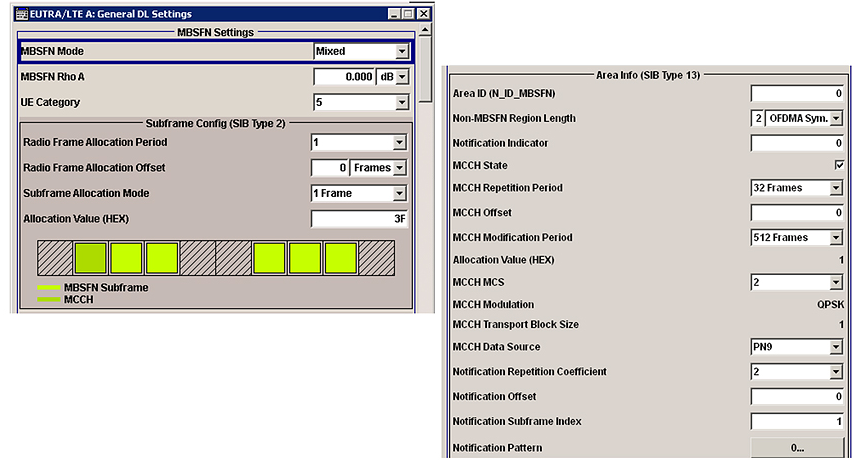 EUTRA/LTE A: General DL Settings
MBSFN Settings
MBSFN Mode Mixed
MBSFN Rho A 0.000 dB
UE Category 5
Subframe Config (SIB Type 2)
Radio Frame Allocation Period 1
Radio Frame Allocation Offset 0 Frames
Subframe Allocation Mode 1 Frame
Allocation Value (HEX) 3F
MBSFN Subframe
MCCH
Area Info (SIB Type 13)
Area ID (N_ID_MBSFN) 0
Non-MBSFN Region Length 2 OFDMA Sym.
Notification Indicator 0
MCCH State
MCCH Repetition Period 32 Frames
MCCH Offset 0
MCCH Modification Period 512 Frames
Allocation Value (HEX) 1
MCCH MCS 2
MCCH Modulation QPSK
MCCH Transport Block Size 1
MCCH Data Source PN9
Notification Repetition Coefficient 2
Notification Offset 0
Notification Subframe Index 1
Notification Pattern 0...